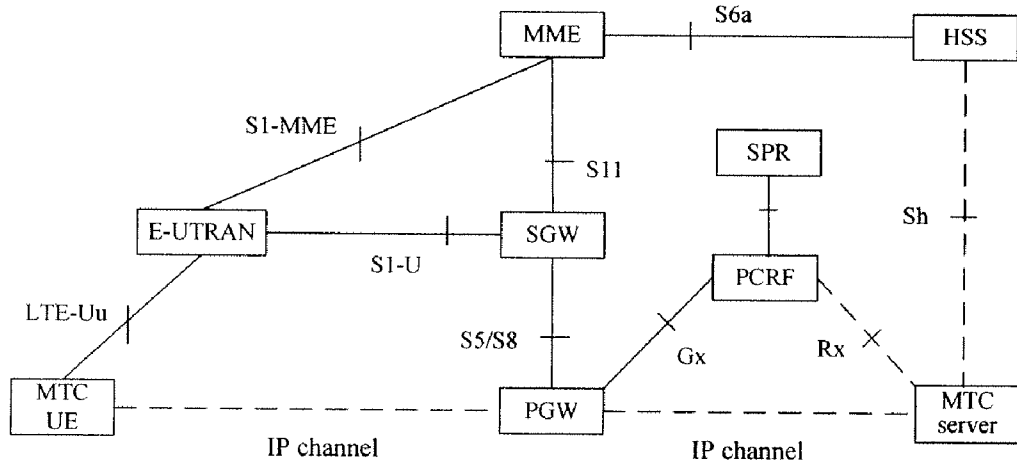 S6a
MME
HSS
S1-MME
SPR
S11
Sh
E-UTRAN
SGW
S1-U
PCRF
LTE-Uu
S5/S8
Gx
Rx
MTC
UE
PGW
MTC
server
IP channel
IP channel